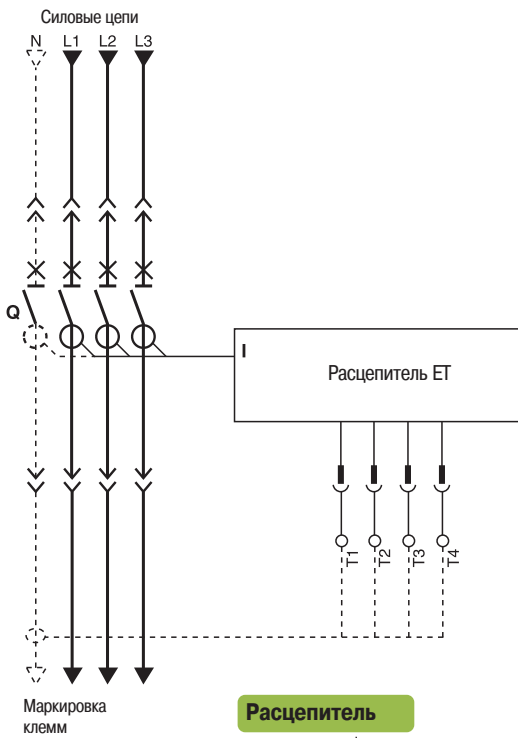 Силовые цепи
N L1 L2 L3
Q
I
Расцепитель ET
T1 T2 T3 T4
Маркировка
клемм
Расцепитель